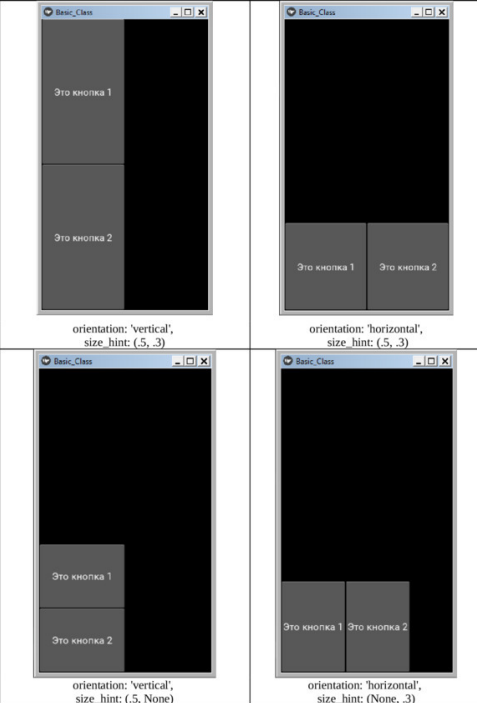 Basic_Class
Это кнопка 1
Это кнопка 2
orientation: 'vertical',
size_hint: (.5, .3)
Basic_Class
Это кнопка 1
Это кнопка 2
orientation: 'horizontal',
size_hint: (.5, .3)
Basic_Class
Это кнопка 1
Это кнопка 2
orientation: 'vertical',
size_hint: (.5, None)
Basic_Class
Это кнопка 1
Это кнопка 2
orientation: 'horizontal',
size_hint: (None, .3)